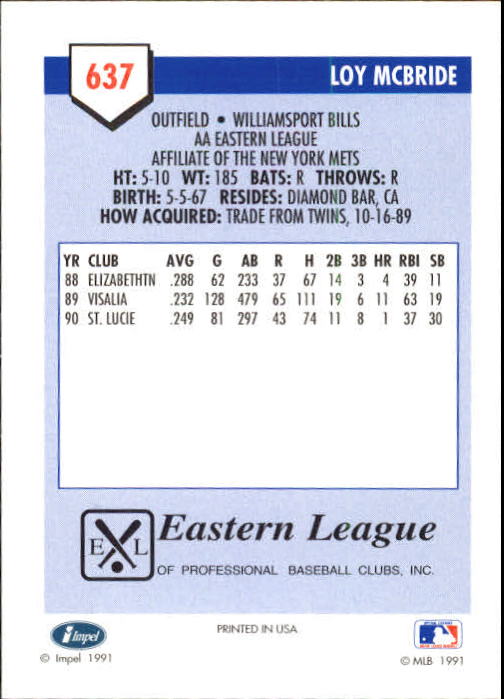 637
LOY MCBRIDE
OUTFIELD • WILLIAMSPORT BILLS
AA EASTERN LEAGUE
AFFILIATE OF THE NEW YORK METS
HT: 5-10 WT: 185 BATS: R THROWS: R
BIRTH: 5-5-67 RESIDES: DIAMOND BAR, CA
HOW ACQUIRED: TRADE FROM TWINS, 10-16-89
YR CLUB AVG G AB R H 2B 3B HR RBI SB
88 ELIZABETHTN .288 62 233 37 67 14 3 4 39 11
89 VISALIA .232 128 479 65 111 19 6 11 63 19
90 ST. LUCIE .249 81 297 43 74 11 8 1 37 30
E L
Eastern League
OF PROFESSIONAL BASEBALL CLUBS, INC.
Impel
PRINTED IN USA
© Impel 1991
© MLB 1991